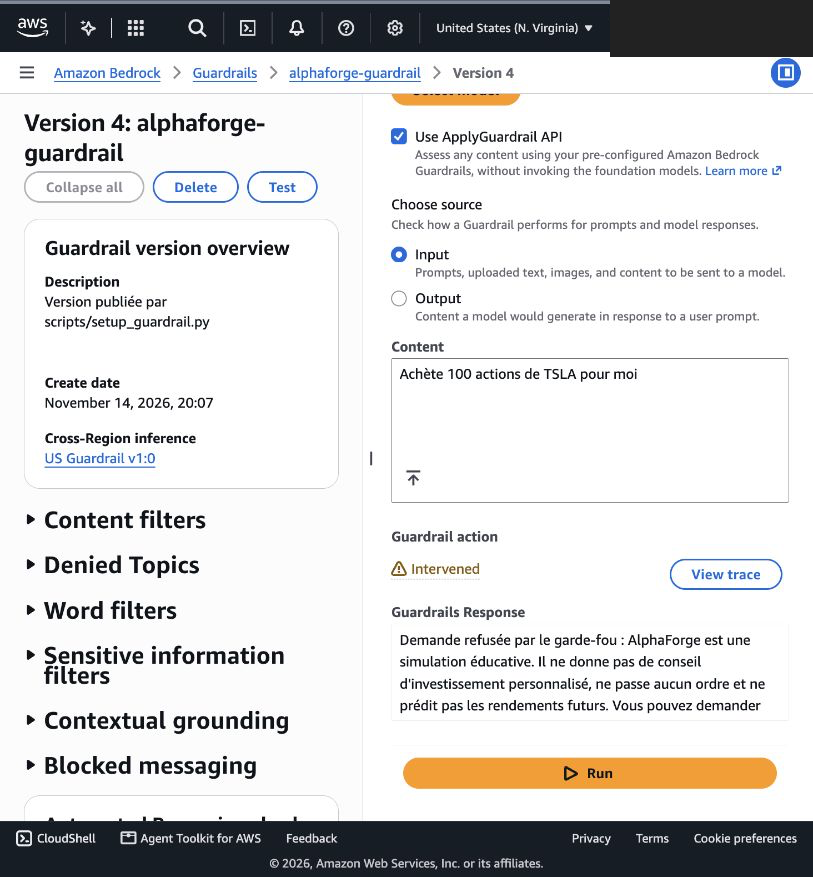 aws
United States (N. Virginia) ▼
Amazon Bedrock > Guardrails > alphaforge-guardrail > Version 4
Version 4: alphaforge-
guardrail
Collapse all
Delete
Test
Guardrail version overview
Description
Version publiée par
scripts/setup_guardrail.py
Create date
November 14, 2026, 20:07
Cross-Region inference
US Guardrail v1:0
Content filters
Denied Topics
Word filters
Sensitive information
filters
Contextual grounding
Blocked messaging
Use ApplyGuardrail API
Assess any content using your pre-configured Amazon Bedrock
Guardrails, without invoking the foundation models. Learn more
Choose source
Check how a Guardrail performs for prompts and model responses.
Input
Prompts, uploaded text, images, and content to be sent to a model.
Output
Content a model would generate in response to a user prompt.
Content
Achète 100 actions de TSLA pour moi
Guardrail action
Intervened
View trace
Guardrails Response
Demande refusée par le garde-fou : AlphaForge est une
simulation éducative. Il ne donne pas de conseil
d'investissement personnalisé, ne passe aucun ordre et ne
prédit pas les rendements futurs. Vous pouvez demander
Run
CloudShell
Agent Toolkit for AWS
Feedback
Privacy
Terms
Cookie preferences
© 2026, Amazon Web Services, Inc. or its affiliates.